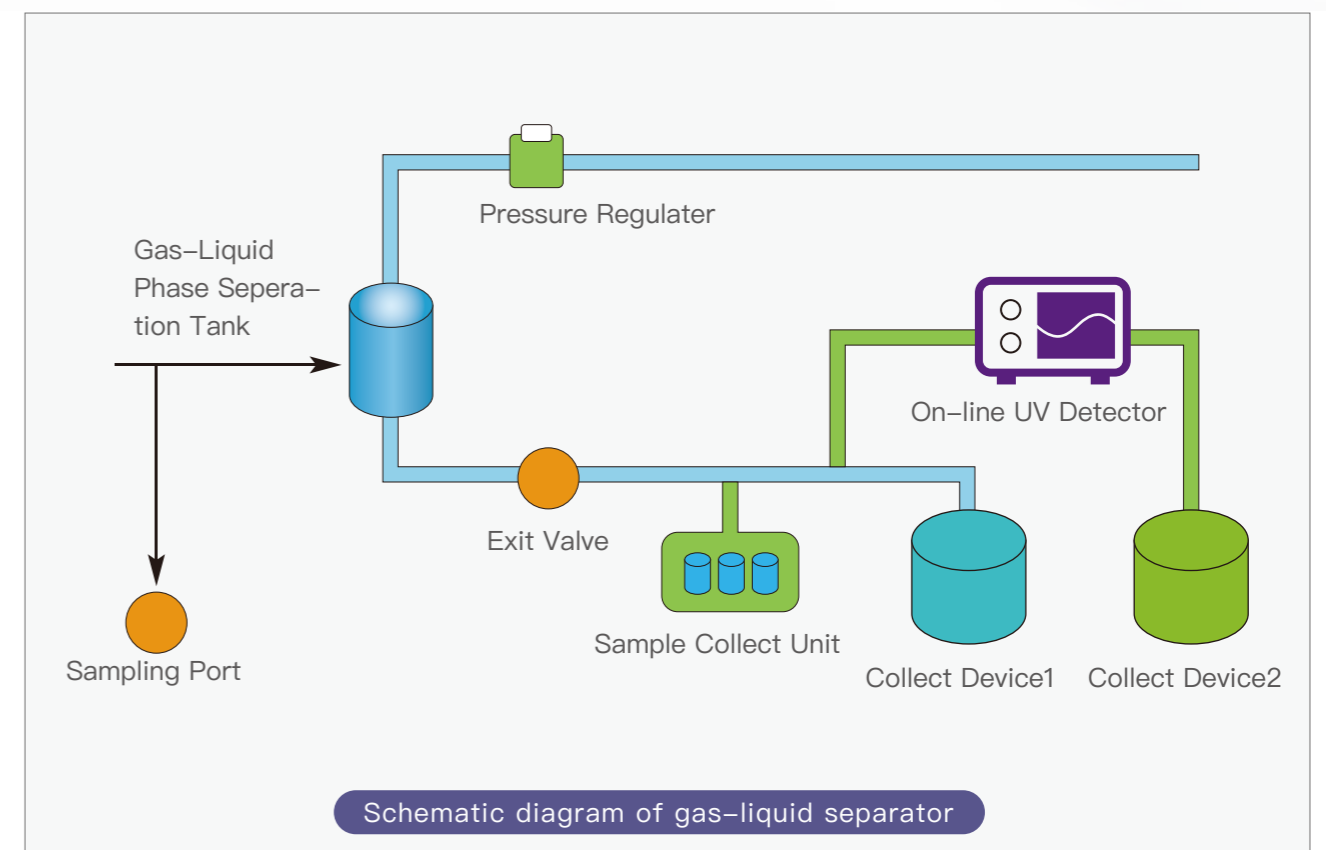 Pressure Regulater
Gas–Liquid
Phase Sepera–
tion Tank
On–line UV Detector
Exit Valve
Sample Collect Unit
Sampling Port
Collect Device1
Collect Device2
Schematic diagram of gas–liquid separator